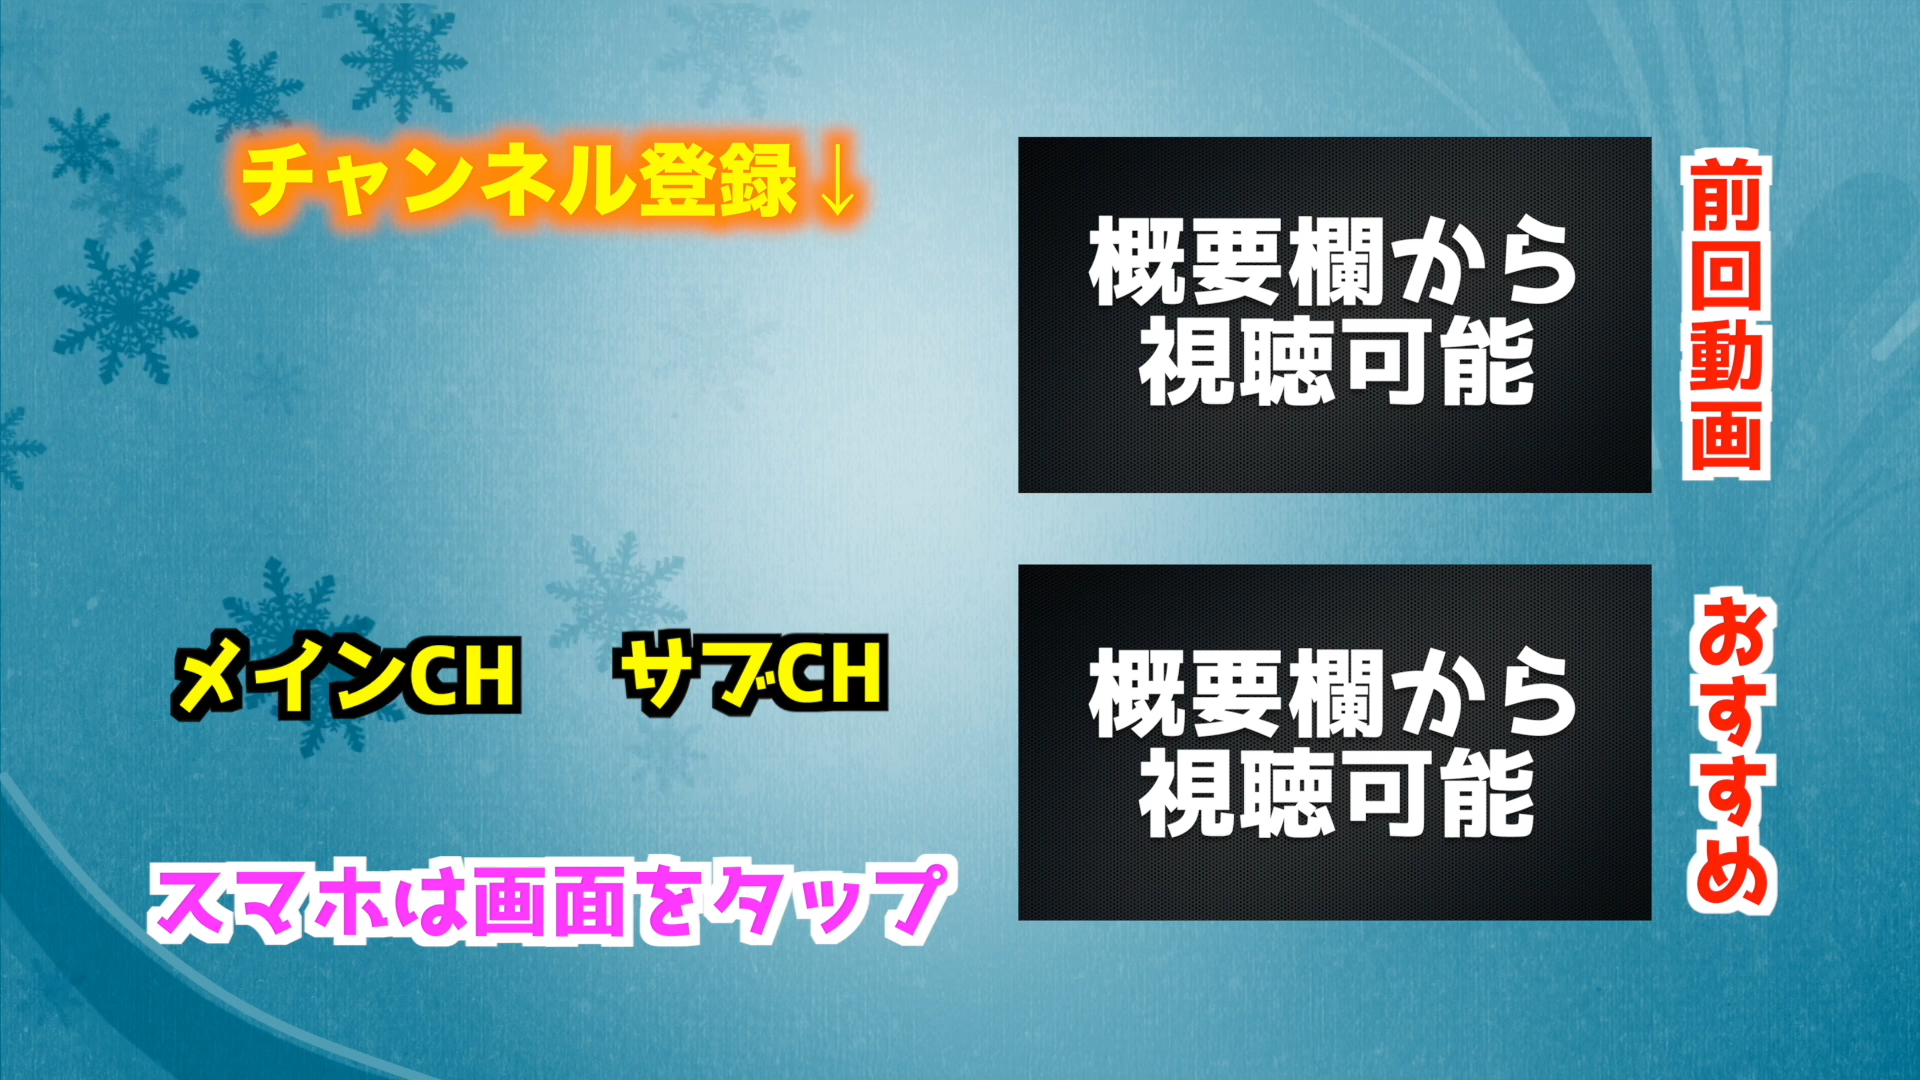 チャンネル登録↓
メインCH
サブCH
スマホは画面をタップ
概要欄から
視聴可能
前回動画
概要欄から
視聴可能
おすすめ